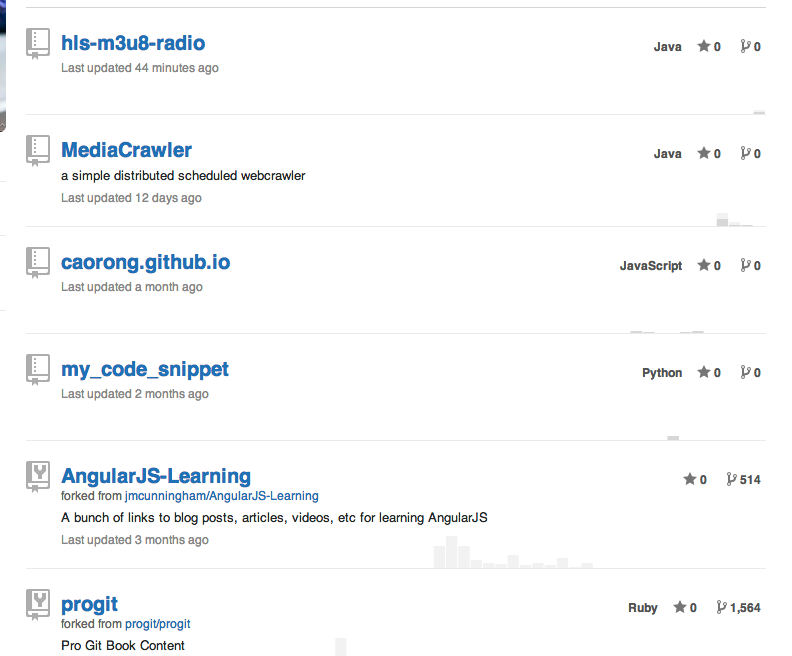 hls-m3u8-radio
Java 0 0
Last updated 44 minutes ago
MediaCrawler
Java 0 0
a simple distributed scheduled webcrawler
Last updated 12 days ago
caorong.github.io
JavaScript 0 0
Last updated a month ago
my_code_snippet
Python 0 0
Last updated 2 months ago
AngularJS-Learning
0 514
forked from jmcunningham/AngularJS-Learning
A bunch of links to blog posts, articles, videos, etc for learning AngularJS
Last updated 3 months ago
progit
Ruby 0 1,564
forked from progit/progit
Pro Git Book Content